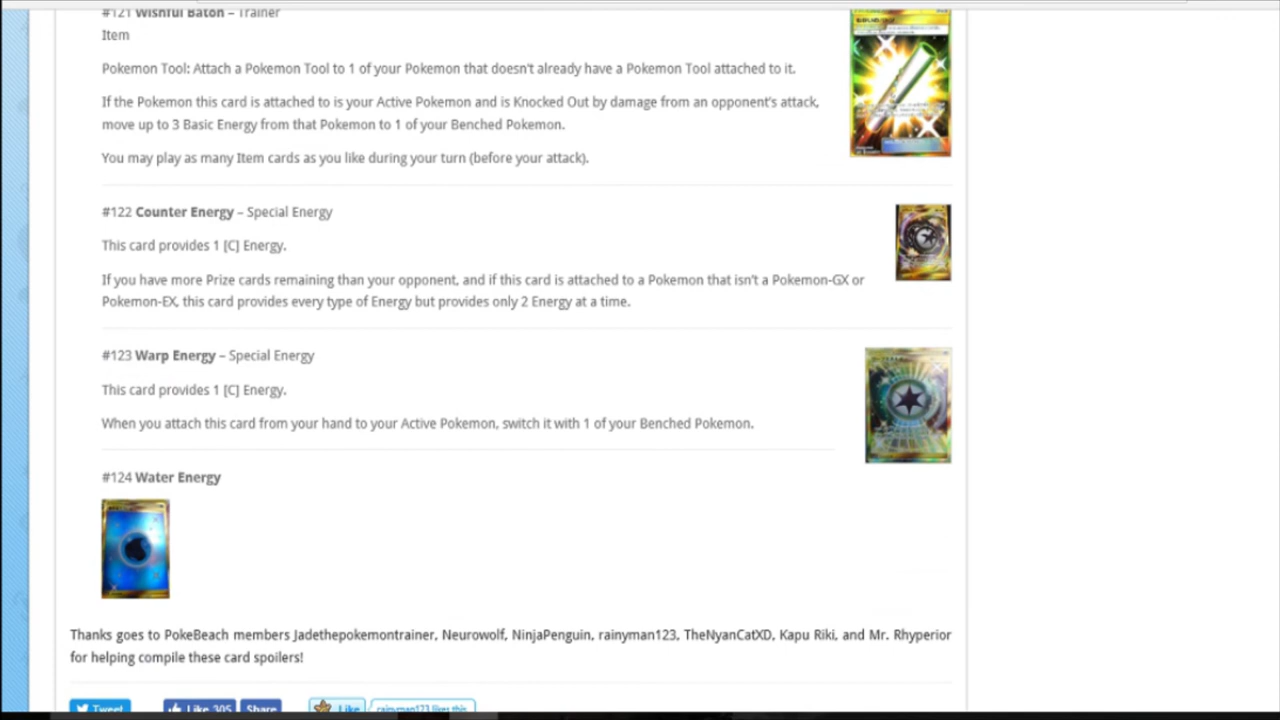 #121 Wishful Baton – Trainer
Item
Pokemon Tool: Attach a Pokemon Tool to 1 of your Pokemon that doesn't already have a Pokemon Tool attached to it.
If the Pokemon this card is attached to is your Active Pokemon and is Knocked Out by damage from an opponent's attack,
move up to 3 Basic Energy from that Pokemon to 1 of your Benched Pokemon.
You may play as many Item cards as you like during your turn (before your attack).
#122 Counter Energy – Special Energy
This card provides 1 [C] Energy.
If you have more Prize cards remaining than your opponent, and if this card is attached to a Pokemon that isn't a Pokemon-GX or
Pokemon-EX, this card provides every type of Energy but provides only 2 Energy at a time.
#123 Warp Energy – Special Energy
This card provides 1 [C] Energy.
When you attach this card from your hand to your Active Pokemon, switch it with 1 of your Benched Pokemon.
#124 Water Energy
Thanks goes to PokeBeach members Jadethepokemontrainer, Neurowolf, NinjaPenguin, rainyman123, TheNyanCatXD, Kapu Riki, and Mr. Rhyperior
for helping compile these card spoilers!
Tweet Like 305 Share Like rainyman123 likes this